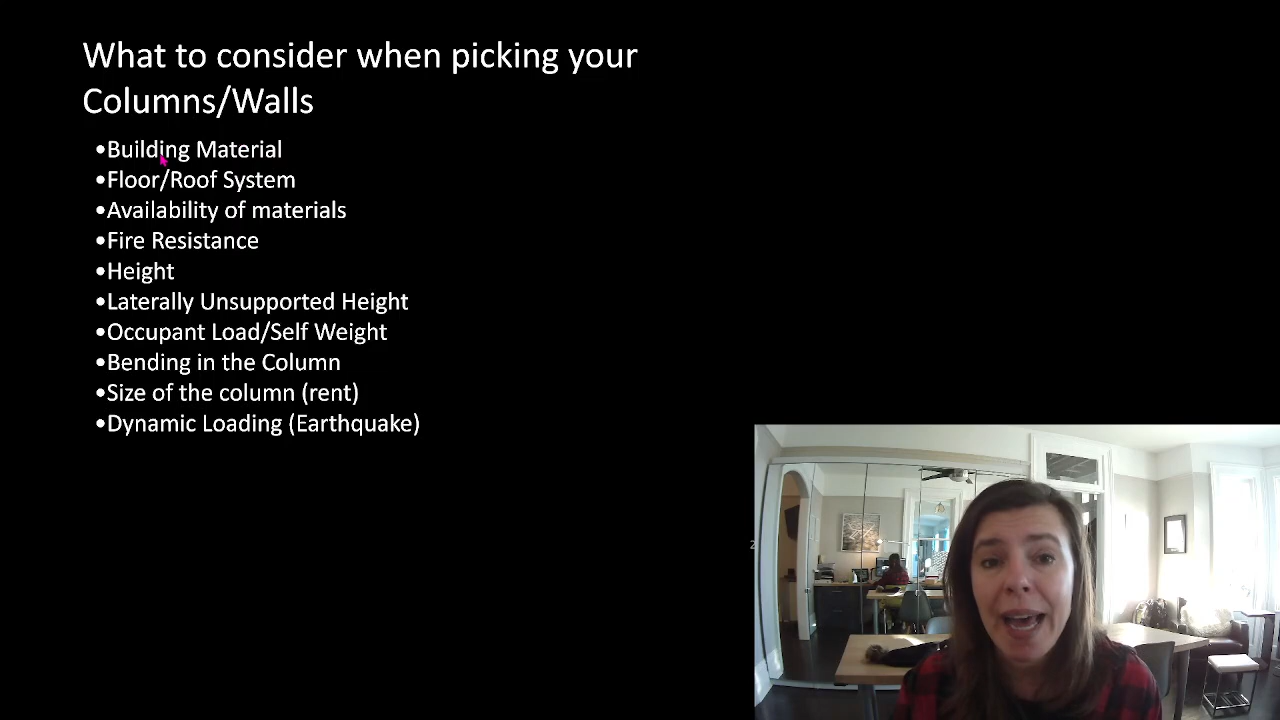 What to consider when picking your
Columns/Walls
•Building Material
•Floor/Roof System
•Availability of materials
•Fire Resistance
•Height
•Laterally Unsupported Height
•Occupant Load/Self Weight
•Bending in the Column
•Size of the column (rent)
•Dynamic Loading (Earthquake)